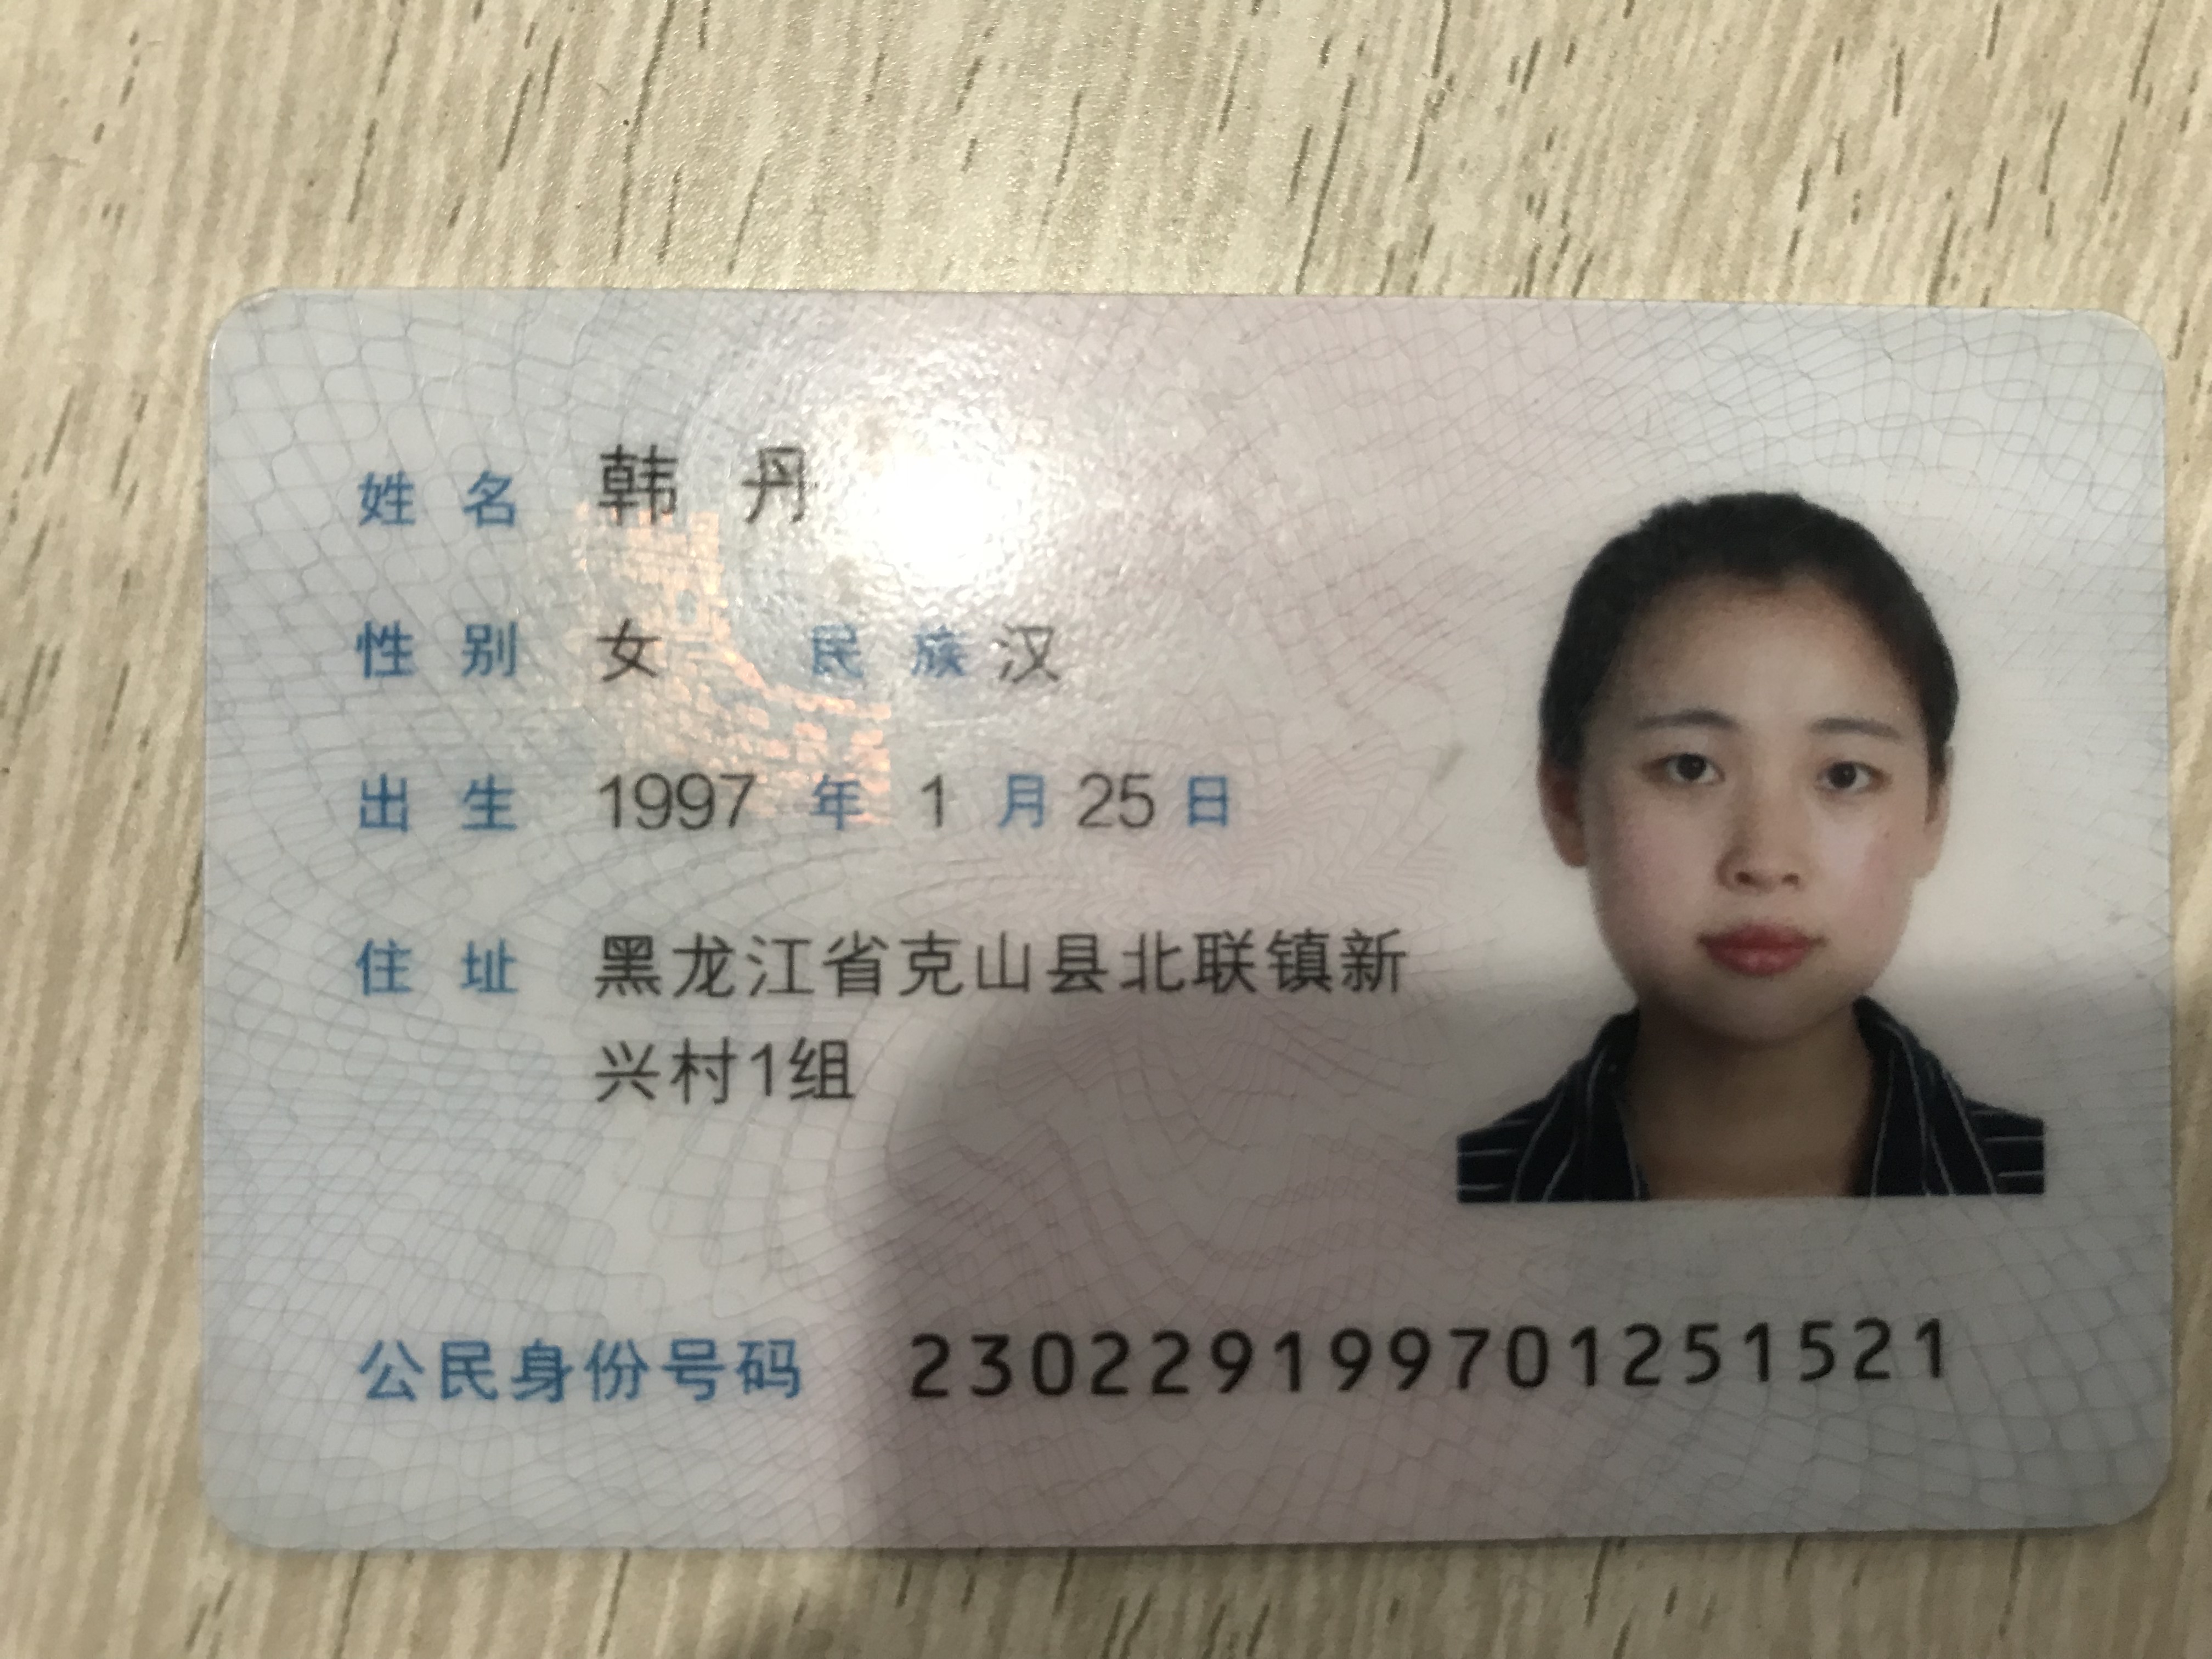 姓名 韩丹
性别 女 民族 汉
出生 1997 年 1 月 25 日
住址 黑龙江省克山县北联镇新
兴村1组
公民身份号码 230229199701251521